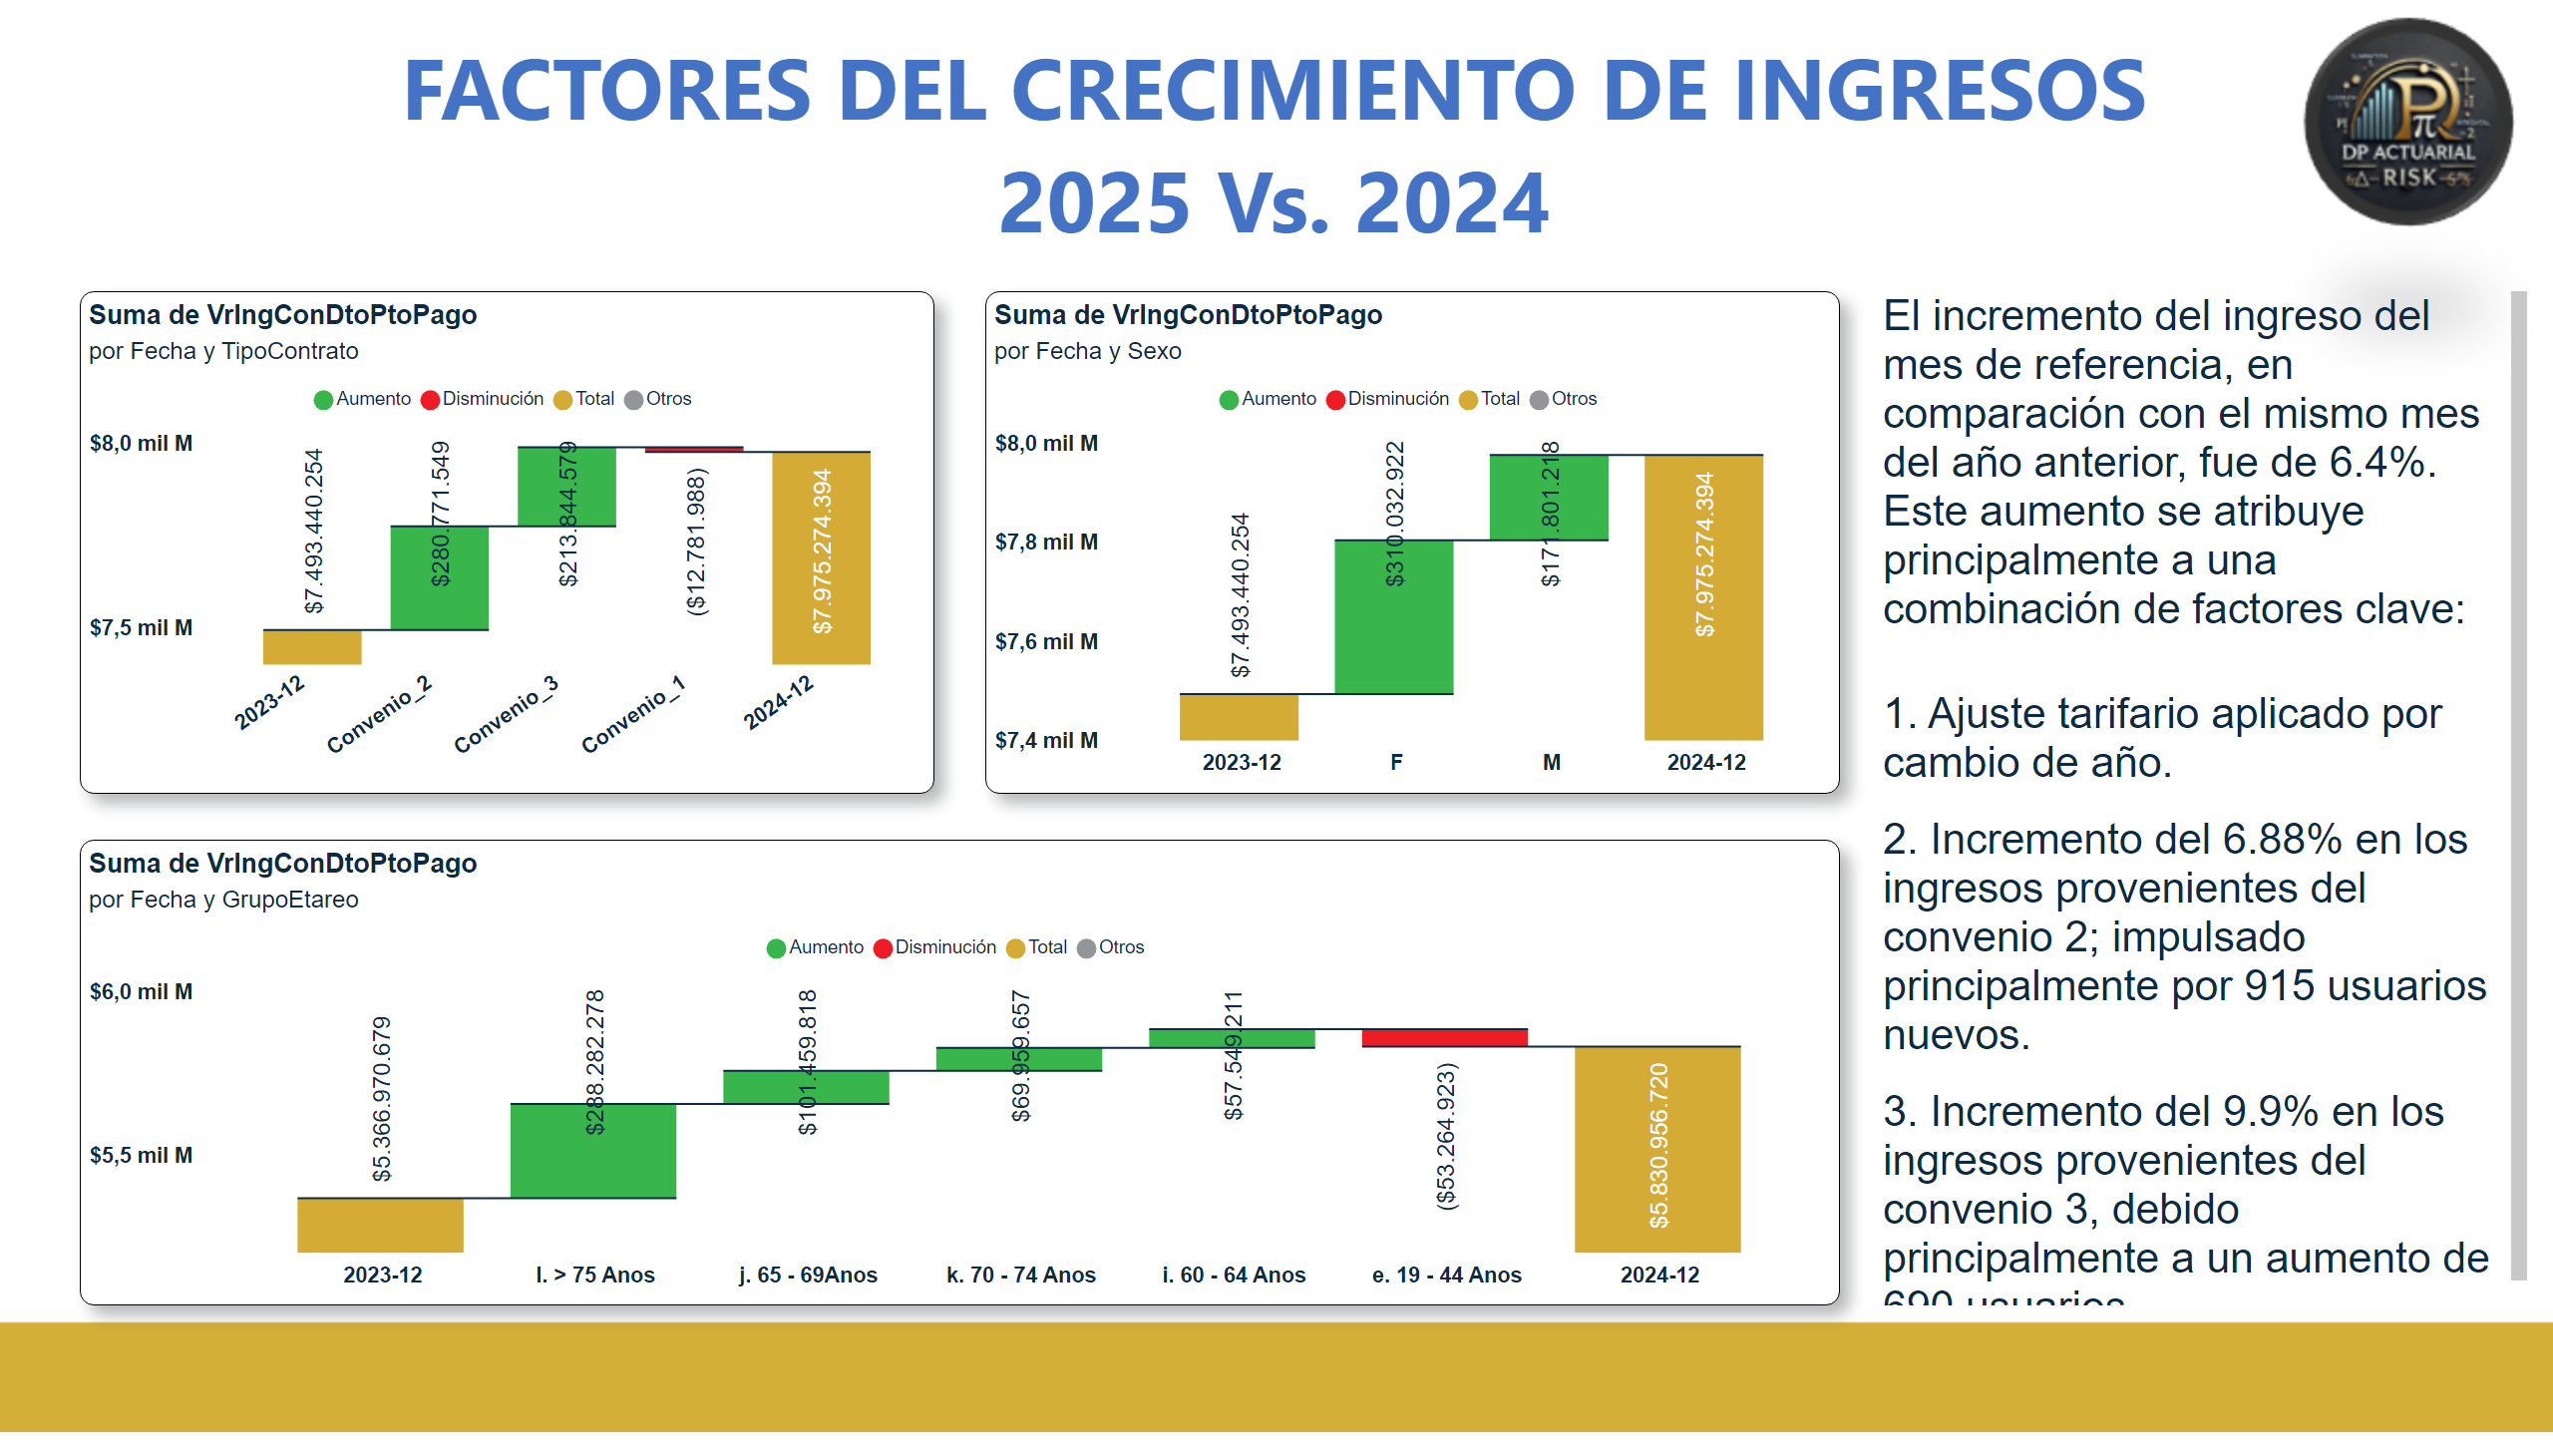 FACTORES DEL CRECIMIENTO DE INGRESOS
2025 Vs. 2024
DP ACTUARIAL
RISK
Suma de VrIngConDtoPtoPago
por Fecha y TipoContrato
Aumento Disminución Total Otros
$8,0 mil M
$7,5 mil M
$7.493.440.254
$280.771.549
$213.844.579
($12.781.988)
$7.975.274.394
2023-12
Convenio_2
Convenio_3
Convenio_1
2024-12
Suma de VrIngConDtoPtoPago
por Fecha y Sexo
Aumento Disminución Total Otros
$8,0 mil M
$7,8 mil M
$7,6 mil M
$7,4 mil M
$7.493.440.254
$310.032.922
$171.801.218
$7.975.274.394
2023-12 F M 2024-12
Suma de VrIngConDtoPtoPago
por Fecha y GrupoEtareo
Aumento Disminución Total Otros
$6,0 mil M
$5,5 mil M
$5.366.970.679
$288.282.278
$101.459.818
$69.959.657
$57.549.211
($53.264.923)
$5.830.956.720
2023-12 l. > 75 Anos j. 65 - 69Anos k. 70 - 74 Anos i. 60 - 64 Anos e. 19 - 44 Anos 2024-12
El incremento del ingreso del
mes de referencia, en
comparación con el mismo mes
del año anterior, fue de 6.4%.
Este aumento se atribuye
principalmente a una
combinación de factores clave:
1. Ajuste tarifario aplicado por
cambio de año.
2. Incremento del 6.88% en los
ingresos provenientes del
convenio 2; impulsado
principalmente por 915 usuarios
nuevos.
3. Incremento del 9.9% en los
ingresos provenientes del
convenio 3, debido
principalmente a un aumento de
690 usuarios